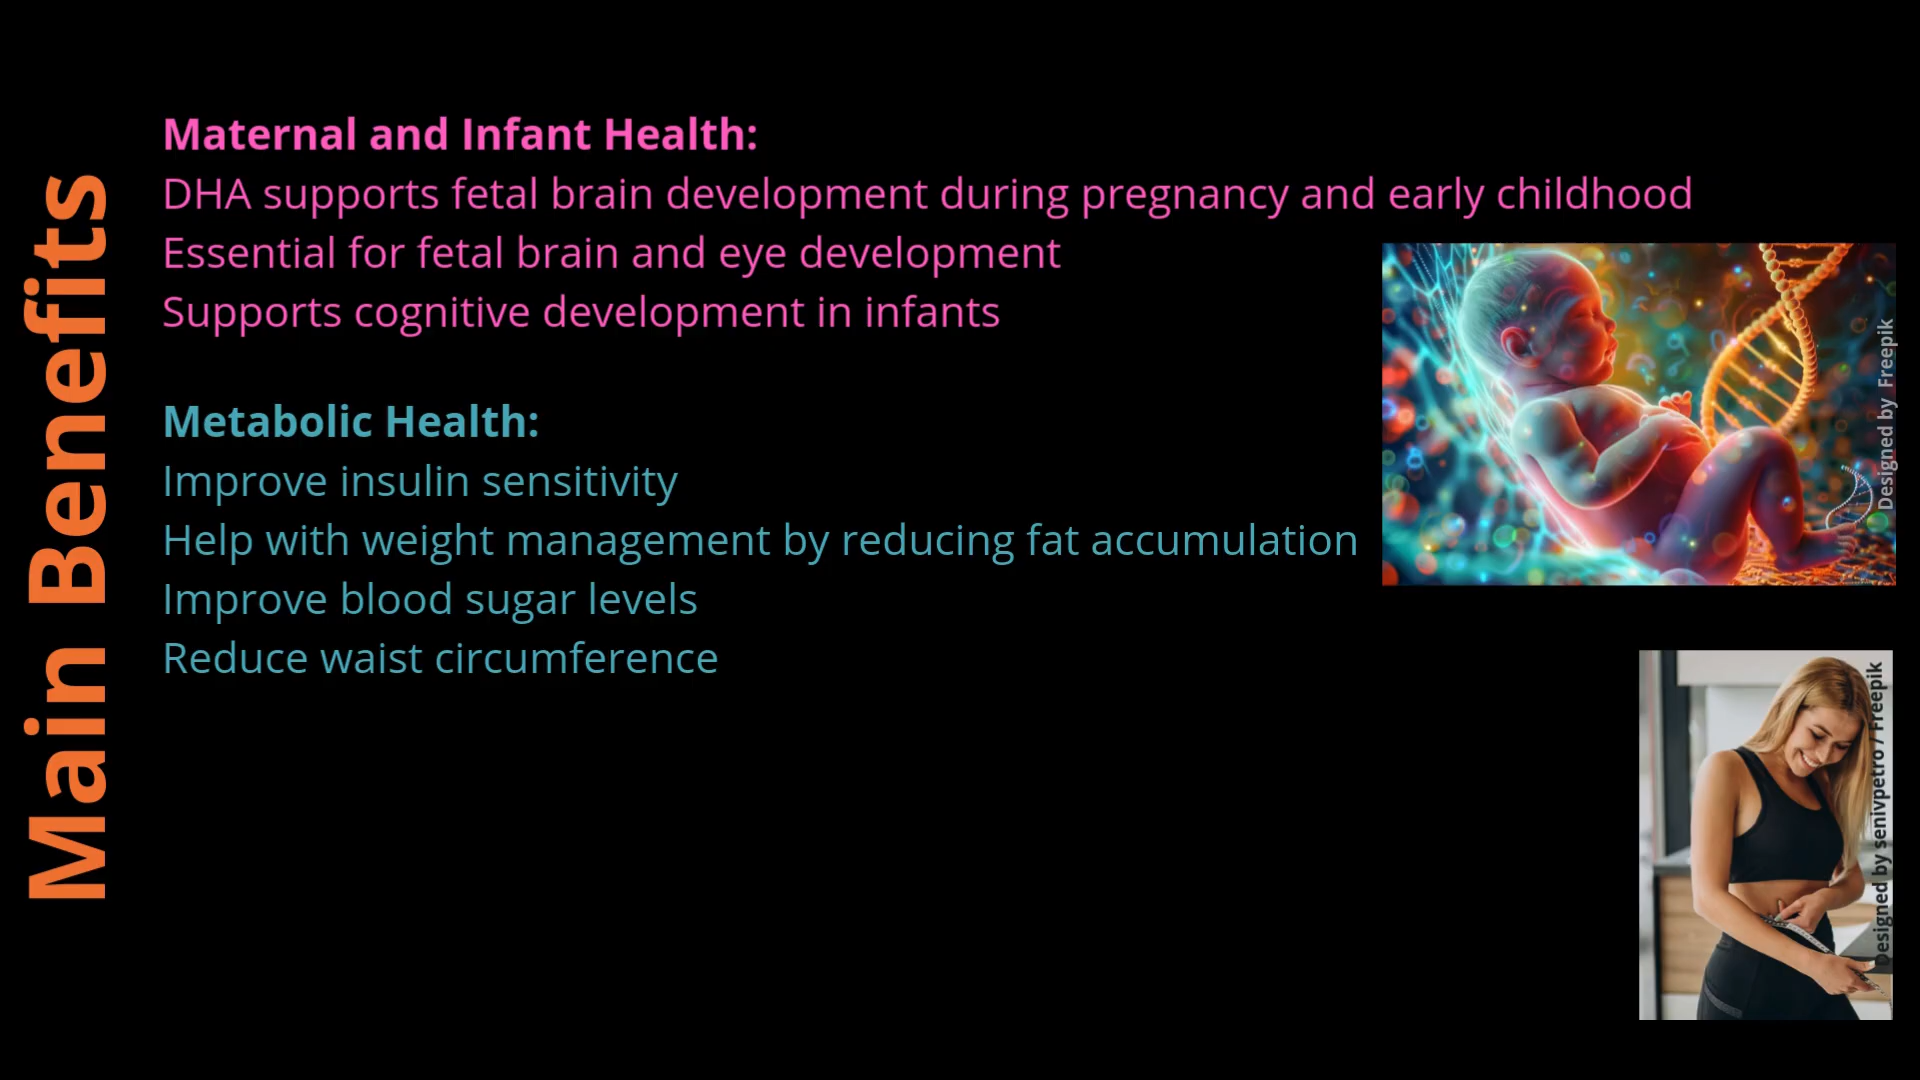 Main Benefits
Maternal and Infant Health:
DHA supports fetal brain development during pregnancy and early childhood
Essential for fetal brain and eye development
Supports cognitive development in infants
Metabolic Health:
Improve insulin sensitivity
Help with weight management by reducing fat accumulation
Improve blood sugar levels
Reduce waist circumference
Designed by Freepik
Designed by senivpetro / Freepik